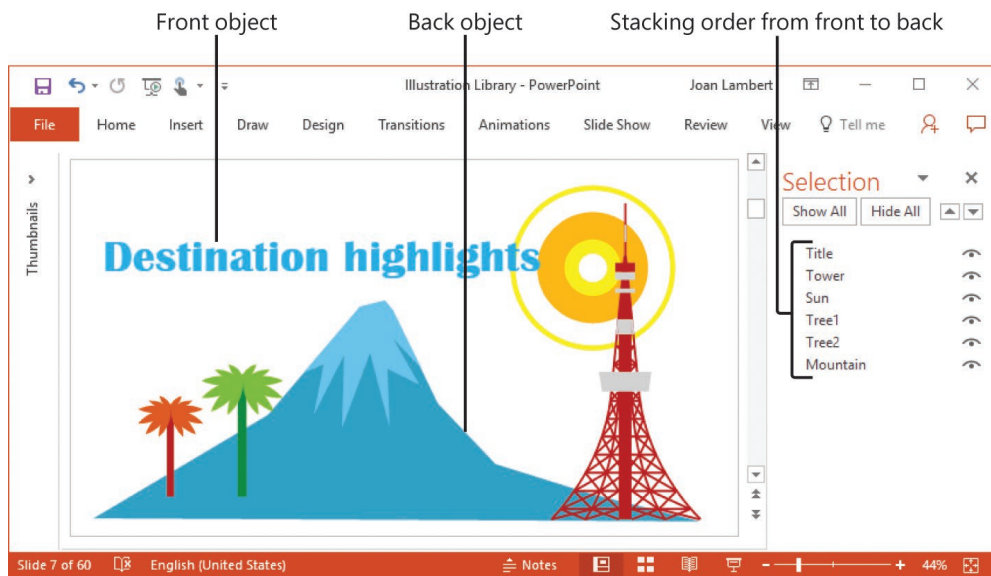 Front object
Back object
Stacking order from front to back
Illustration Library - PowerPoint
Joan Lambert
File
Home
Insert
Draw
Design
Transitions
Animations
Slide Show
Review
View
Tell me
Thumbnails
Destination highlights
Selection
Show All
Hide All
Title
Tower
Sun
Tree1
Tree2
Mountain
Slide 7 of 60
English (United States)
Notes
44%